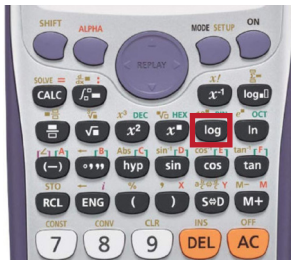 SHIFT ALPHA MODE SETUP ON
REPLAY
SOLVE = : x!
CALC x⁻¹ log
x³ DEC HEX OCT
√ x² log ln
A B Abs C sin⁻¹ D cos⁻¹ E tan⁻¹ F
(−) hyp sin cos tan
STO ← i % , X M− M
RCL ENG ( ) S⇔D M+
CONST CONV CLR INS OFF
7 8 9 DEL AC